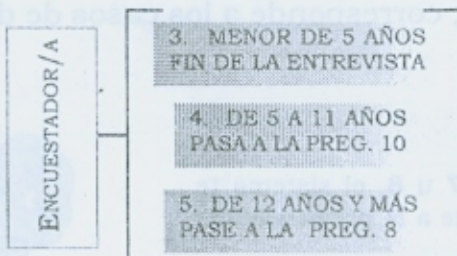 ENCUESTADOR/A
3. MENOR DE 5 AÑOS
FIN DE LA ENTREVISTA
4. DE 5 A 11 AÑOS
PASA A LA PREG. 10
5. DE 12 AÑOS Y MÁS
PASE A LA PREG. 8